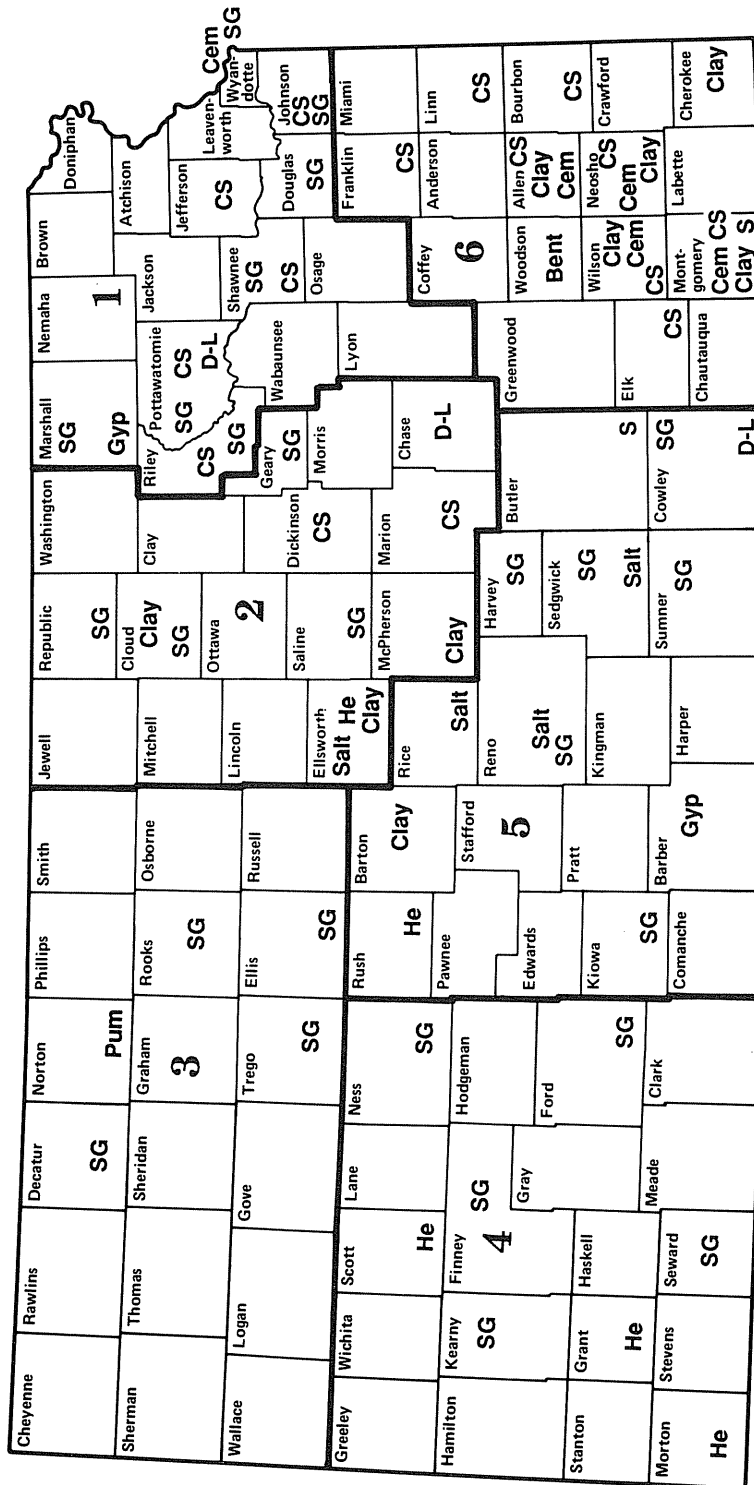 Cheyenne
Rawlins
Decatur
SG
Norton
Pum
Phillips
Smith
Jewell
Republic
SG
Washington
Marshall
SG
Gyp
Nemaha
1
Brown
Doniphan
Sherman
Thomas
Sheridan
Graham
3
Rooks
SG
Osborne
Mitchell
Cloud
Clay
SG
Clay
Riley
CS
SG
Pottawatomie
SG
CS
D-L
Jackson
Atchison
Jefferson
CS
Leaven-
worth
Wyan-
dotte
Cem
SG
Wallace
Logan
Gove
Trego
SG
Ellis
SG
Russell
Lincoln
Ottawa
2
Saline
SG
Dickinson
CS
Geary
SG
Morris
Wabaunsee
Shawnee
SG
CS
Osage
Douglas
SG
Johnson
CS
SG
Greeley
Wichita
Scott
He
Lane
Ness
SG
Rush
He
Barton
Clay
Ellsworth
Salt He
Clay
Rice
Salt
McPherson
Clay
Marion
CS
Chase
D-L
Lyon
Coffey
6
Franklin
CS
Miami
Anderson
Linn
CS
Hamilton
Kearny
SG
Finney
SG
4
Gray
Hodgeman
Ford
SG
Pawnee
Edwards
Stafford
5
Reno
Salt
SG
Harvey
SG
Sedgwick
SG
Salt
Butler
S
Greenwood
Woodson
Bent
Allen CS
Clay
Cem
Bourbon
CS
Stanton
Grant
He
Haskell
Kiowa
SG
Pratt
Kingman
Elk
CS
Wilson
Clay
Cem
CS
Neosho
CS
Cem
Clay
Crawford
Morton
He
Stevens
Seward
SG
Meade
Clark
Comanche
Barber
Gyp
Harper
Sumner
SG
Cowley
SG
D-L
Chautauqua
Mont-
gomery
Cem CS
Clay S
Labette
Cherokee
Clay